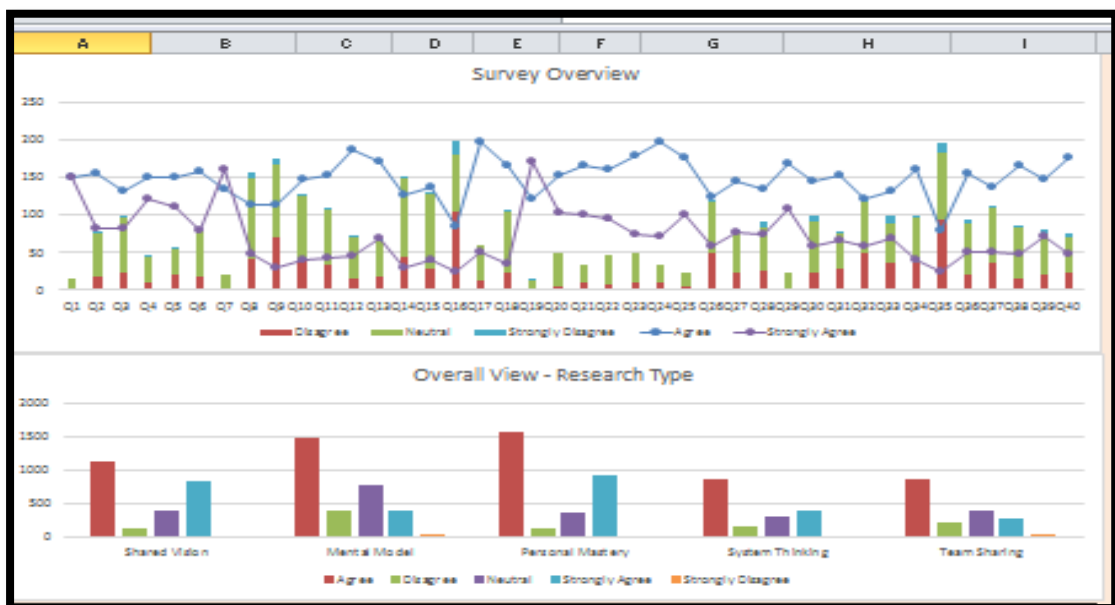 A B C D E F G H I
Survey Overview
250
200
150
100
50
0
Q1 Q2 Q3 Q4 Q5 Q6 Q7 Q8 Q9 Q10 Q11 Q12 Q13 Q14 Q15 Q16 Q17 Q18 Q19 Q20 Q21 Q22 Q23 Q24 Q25 Q26 Q27 Q28 Q29 Q30 Q31 Q32 Q33 Q34 Q35 Q36 Q37 Q38 Q39 Q40
Disagree Neutral Strongly Disagree Agree Strongly Agree
Overall View - Research Type
2000
1500
1000
500
0
Shared Vision Mental Model Personal Mastery System Thinking Team Sharing
Agree Disagree Neutral Strongly Agree Strongly Disagree